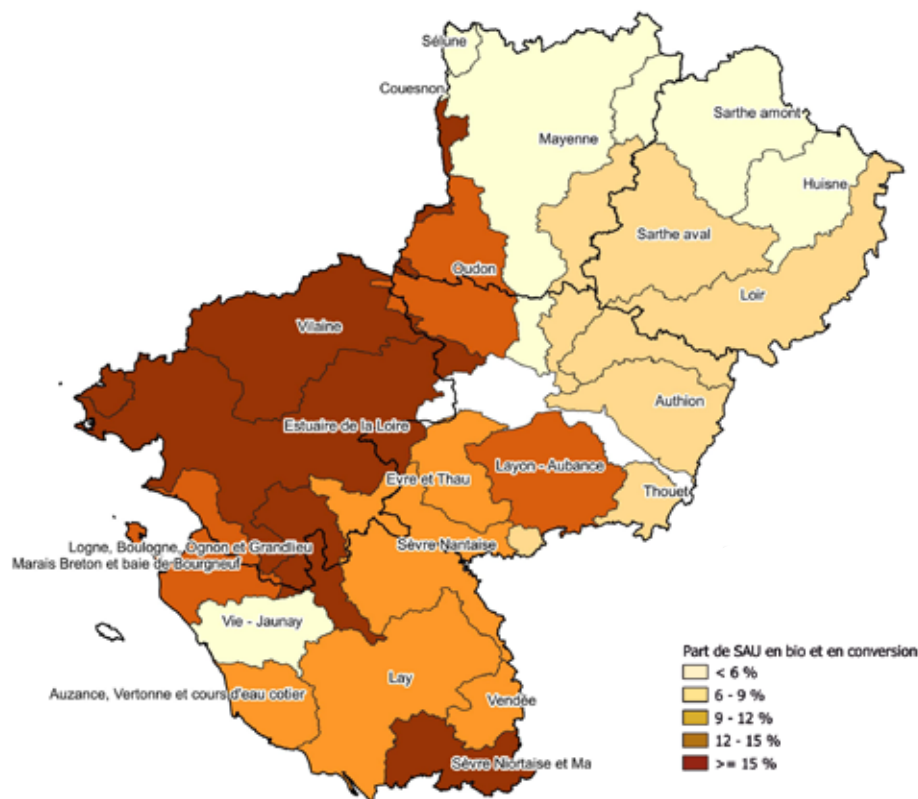 Sélune
Couesnon
Sarthe amont
Mayenne
Huisne
Sarthe aval
Oudon
Loir
Vilaine
Authion
Estuaire de la Loire
Layon - Aubance
Evre et Thau
Thouet
Sèvre Nantaise
Logne, Boulogne, Ognon et Grandlieu
Marais Breton et baie de Bourgneuf
Vie - Jaunay
Lay
Auzance, Vertonne et cours d'eau cotier
Vendée
Sèvre Niortaise et Ma
Part de SAU en bio et en conversion
< 6 %
6 - 9 %
9 - 12 %
12 - 15 %
>= 15 %